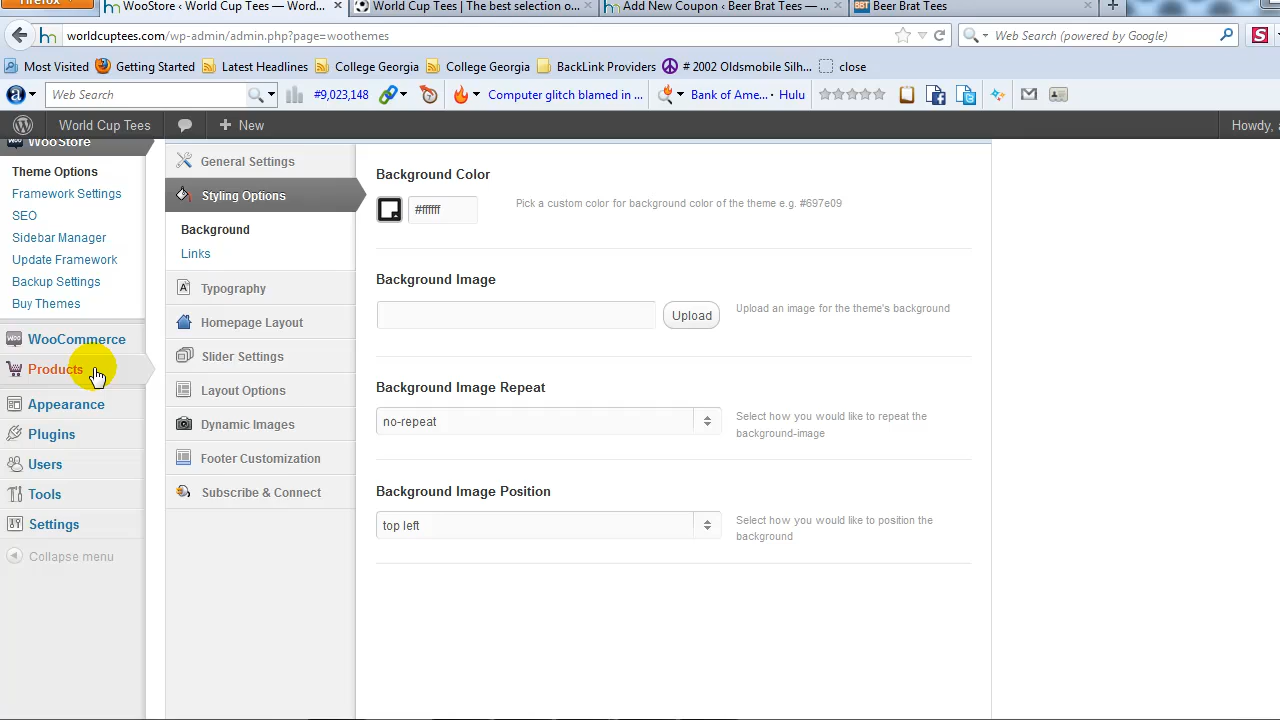 Firefox
WooStore ‹ World Cup Tees — Word...
World Cup Tees | The best selection o...
Add New Coupon ‹ Beer Brat Tees — ...
Beer Brat Tees
worldcuptees.com/wp-admin/admin.php?page=woothemes
Web Search (powered by Google)
Most Visited
Getting Started
Latest Headlines
College Georgia
College Georgia
BackLink Providers
# 2002 Oldsmobile Silh...
close
Web Search
#9,023,148
Computer glitch blamed in ...
Bank of Ame...
Hulu
World Cup Tees
New
Howdy,
WooStore
Theme Options
Framework Settings
SEO
Sidebar Manager
Update Framework
Backup Settings
Buy Themes
WooCommerce
Products
Appearance
Plugins
Users
Tools
Settings
Collapse menu
General Settings
Styling Options
Background
Links
Typography
Homepage Layout
Slider Settings
Layout Options
Dynamic Images
Footer Customization
Subscribe & Connect
Background Color
#ffffff
Pick a custom color for background color of the theme e.g. #697e09
Background Image
Upload
Upload an image for the theme's background
Background Image Repeat
no-repeat
Select how you would like to repeat the
background-image
Background Image Position
top left
Select how you would like to position the
background